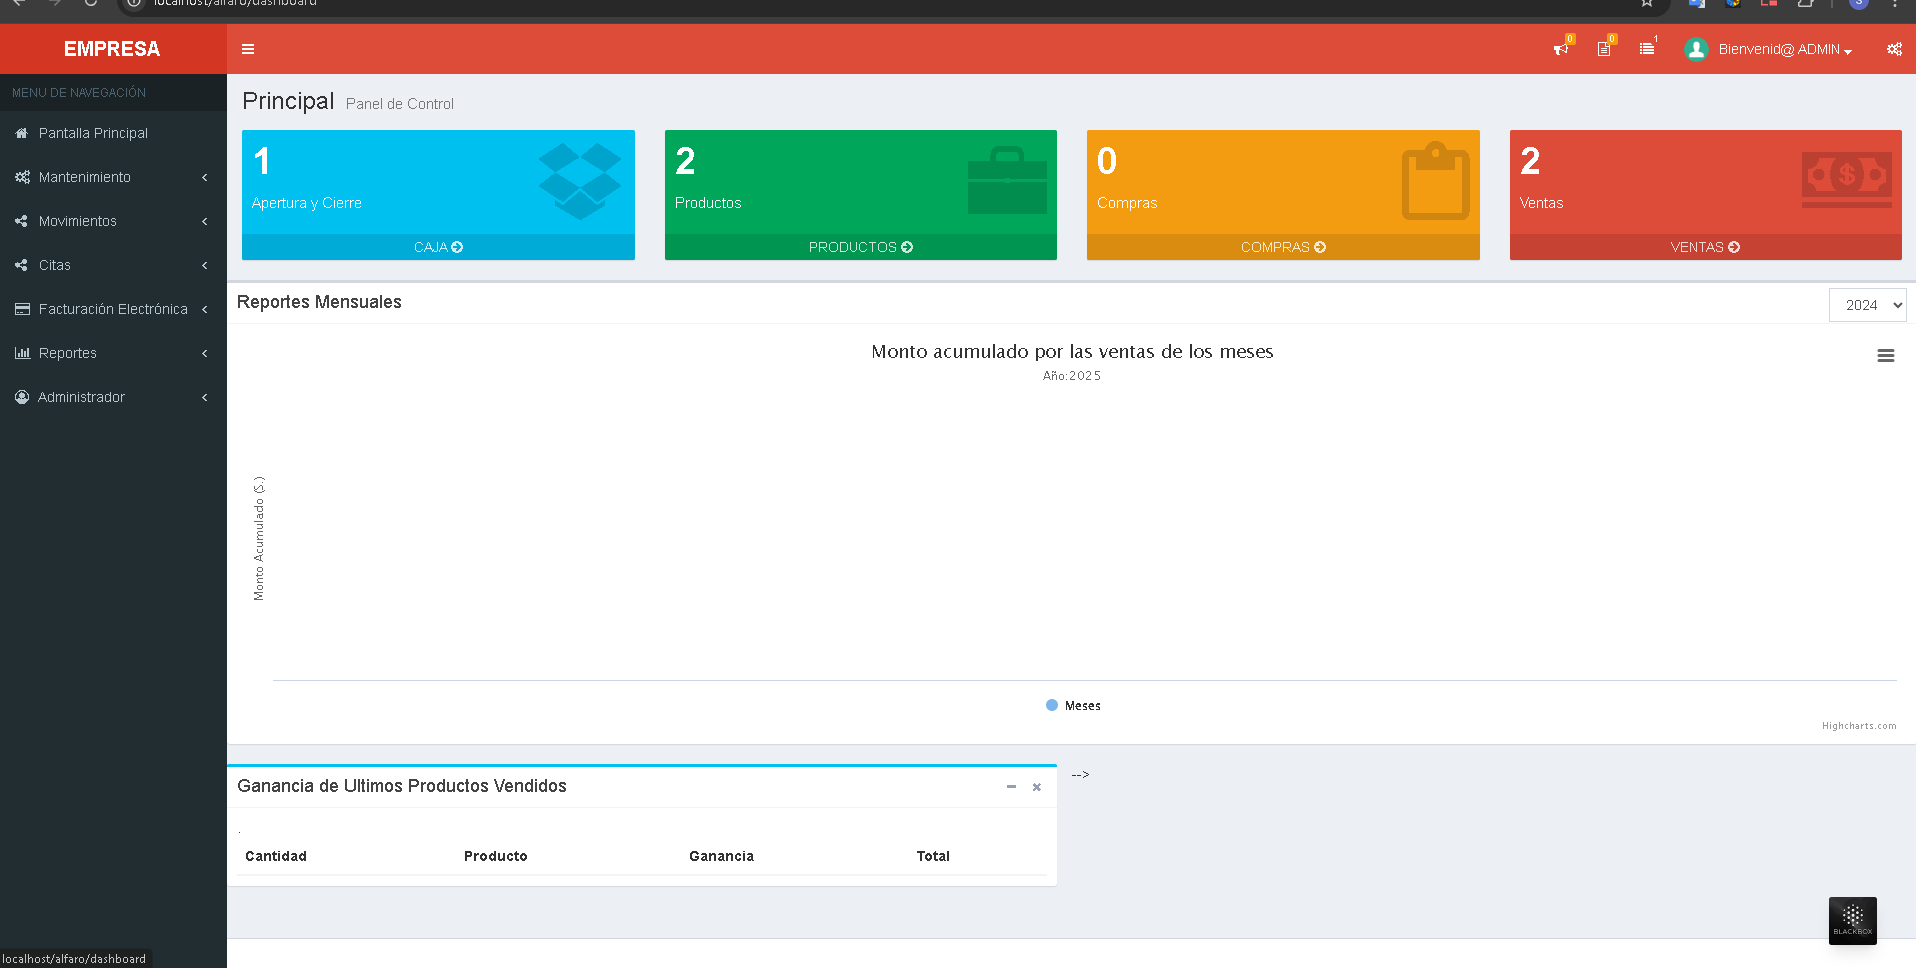 localhost/alfaro/dashboard
EMPRESA
0
0
1
Bienvenid@ ADMIN
MENU DE NAVEGACIÓN
Pantalla Principal
Mantenimiento
Movimientos
Citas
Facturación Electrónica
Reportes
Administrador
Principal Panel de Control
1
Apertura y Cierre
CAJA
2
Productos
PRODUCTOS
0
Compras
COMPRAS
2
Ventas
VENTAS
Reportes Mensuales
2024
Monto acumulado por las ventas de los meses
Año:2025
Monto Acumulado (S.)
Meses
Highcharts.com
Ganancia de Ultimos Productos Vendidos
-->
.
Cantidad Producto Ganancia Total
BLACKBOX
localhost/alfaro/dashboard